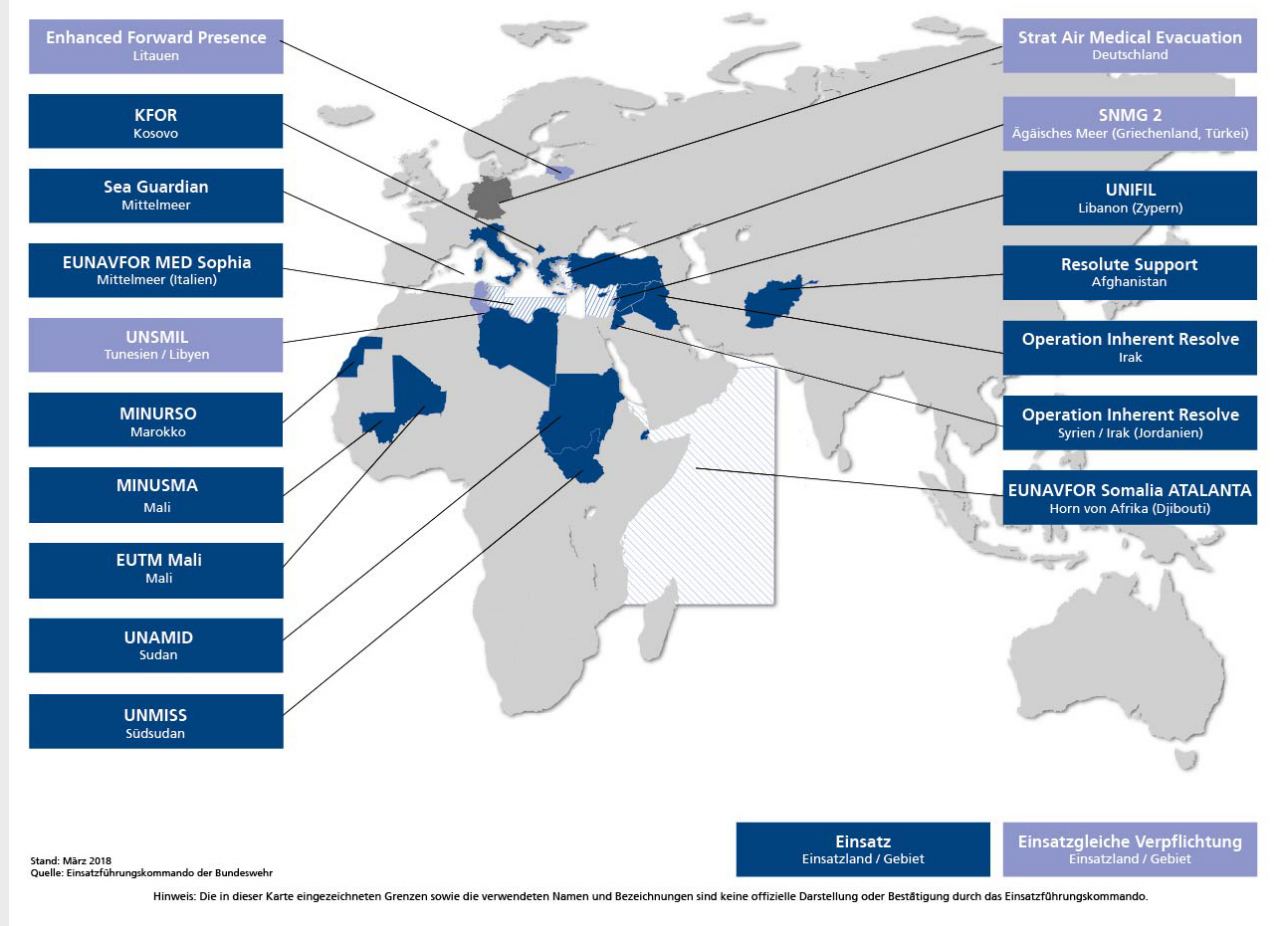 Enhanced Forward Presence
Litauen
KFOR
Kosovo
Sea Guardian
Mittelmeer
EUNAVFOR MED Sophia
Mittelmeer (Italien)
UNSMIL
Tunesien / Libyen
MINURSO
Marokko
MINUSMA
Mali
EUTM Mali
Mali
UNAMID
Sudan
UNMISS
Südsudan
Strat Air Medical Evacuation
Deutschland
SNMG 2
Ägäisches Meer (Griechenland, Türkei)
UNIFIL
Libanon (Zypern)
Resolute Support
Afghanistan
Operation Inherent Resolve
Irak
Operation Inherent Resolve
Syrien / Irak (Jordanien)
EUNAVFOR Somalia ATALANTA
Horn von Afrika (Djibouti)
Einsatz
Einsatzland / Gebiet
Einsatzgleiche Verpflichtung
Einsatzland / Gebiet
Stand: März 2018
Quelle: Einsatzführungskommando der Bundeswehr
Hinweis: Die in dieser Karte eingezeichneten Grenzen sowie die verwendeten Namen und Bezeichnungen sind keine offizielle Darstellung oder Bestätigung durch das Einsatzführungskommando.